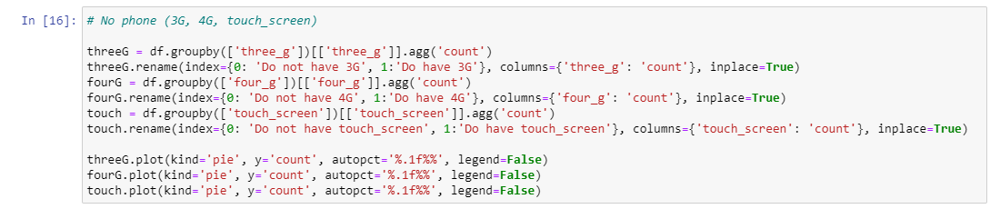 In [16]: # No phone (3G, 4G, touch_screen)
threeG = df.groupby(['three_g'])[['three_g']].agg('count')
threeG.rename(index={0: 'Do not have 3G', 1:'Do have 3G'}, columns={'three_g': 'count'}, inplace=True)
fourG = df.groupby(['four_g'])[['four_g']].agg('count')
fourG.rename(index={0: 'Do not have 4G', 1:'Do have 4G'}, columns={'four_g': 'count'}, inplace=True)
touch = df.groupby(['touch_screen'])[['touch_screen']].agg('count')
touch.rename(index={0: 'Do not have touch_screen', 1:'Do have touch_screen'}, columns={'touch_screen': 'count'}, inplace=True)
threeG.plot(kind='pie', y='count', autopct='%.1f%%', legend=False)
fourG.plot(kind='pie', y='count', autopct='%.1f%%', legend=False)
touch.plot(kind='pie', y='count', autopct='%.1f%%', legend=False)